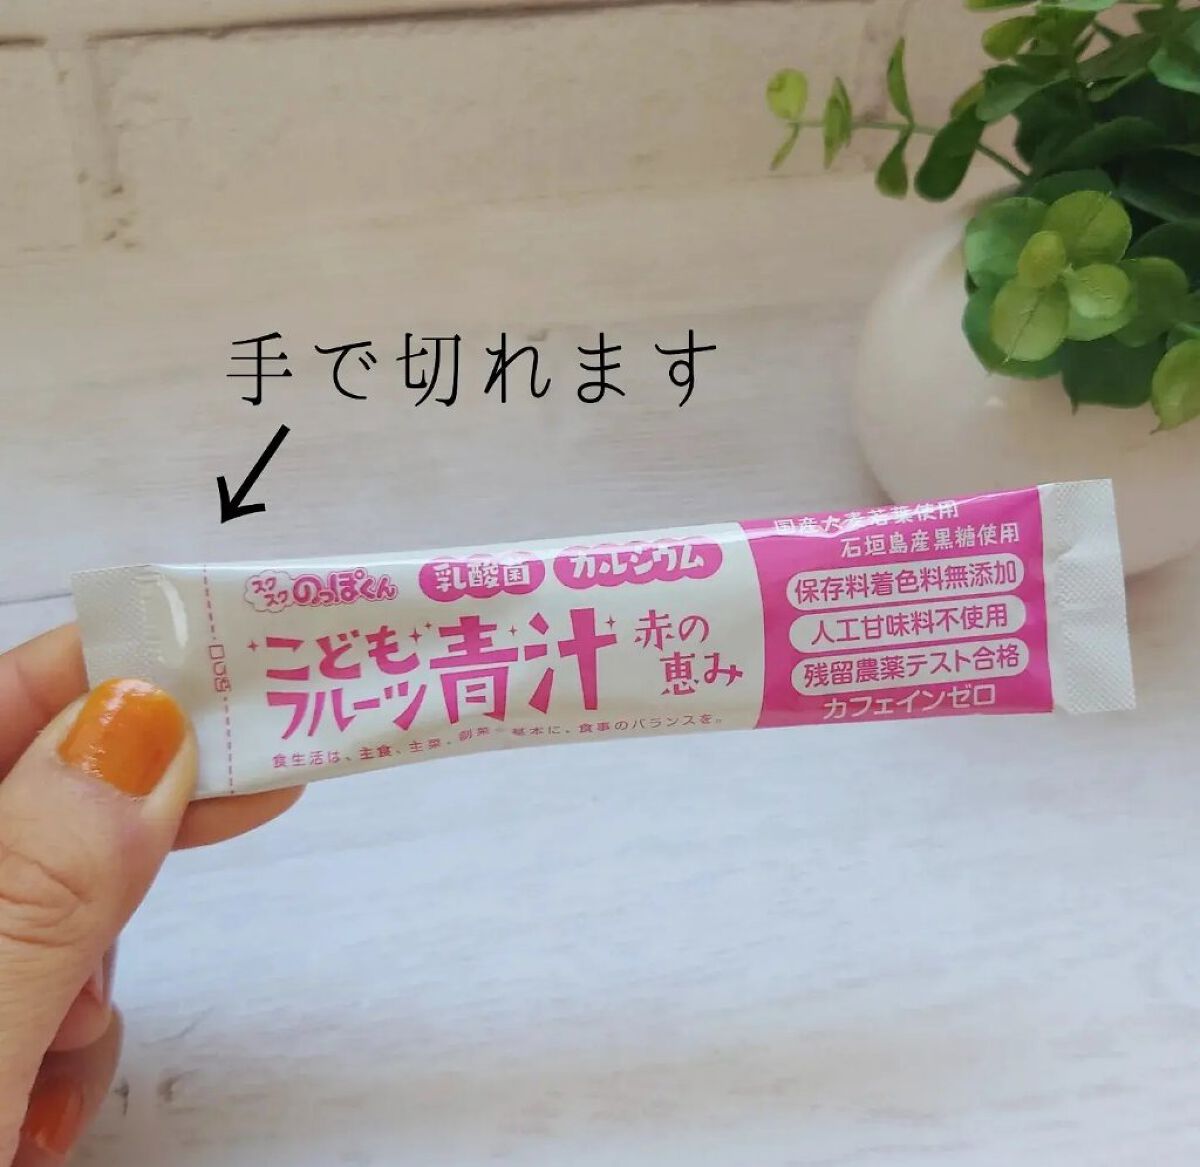 手で切れます
スクスクのっぽくん 乳酸菌 カルシウム
こども
フルーツ青汁
赤の
恵み
食生活は、主食、主菜、副菜を基本に、食事のバランスを。
国産大麦若葉使用
石垣島産黒糖使用
保存料着色料無添加
人工甘味料不使用
残留農薬テスト合格
カフェインゼロ